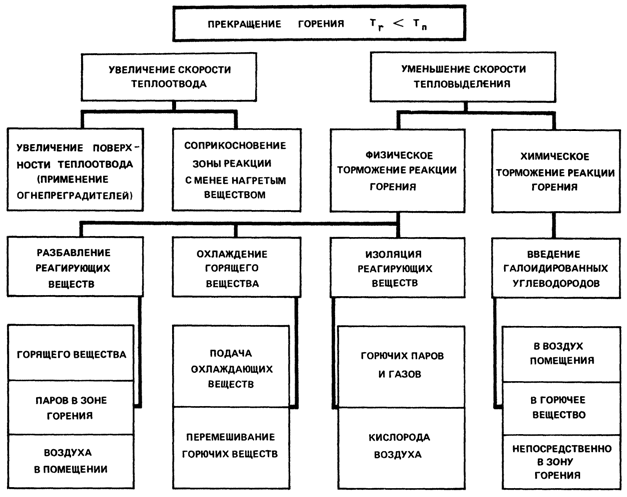 ПРЕКРАЩЕНИЕ ГОРЕНИЯ Тг < Тп
УВЕЛИЧЕНИЕ СКОРОСТИ
ТЕПЛООТВОДА
УМЕНЬШЕНИЕ СКОРОСТИ
ТЕПЛОВЫДЕЛЕНИЯ
УВЕЛИЧЕНИЕ ПОВЕРХ-
НОСТИ ТЕПЛООТВОДА
(ПРИМЕНЕНИЕ
ОГНЕПРЕГРАДИТЕЛЕЙ)
СОПРИКОСНОВЕНИЕ
ЗОНЫ РЕАКЦИИ
С МЕНЕЕ НАГРЕТЫМ
ВЕЩЕСТВОМ
ФИЗИЧЕСКОЕ
ТОРМОЖЕНИЕ РЕАКЦИИ
ГОРЕНИЯ
ХИМИЧЕСКОЕ
ТОРМОЖЕНИЕ РЕАКЦИИ
ГОРЕНИЯ
РАЗБАВЛЕНИЕ
РЕАГИРУЮЩИХ
ВЕЩЕСТВ
ОХЛАЖДЕНИЕ
ГОРЯЩЕГО
ВЕЩЕСТВА
ИЗОЛЯЦИЯ
РЕАГИРУЮЩИХ
ВЕЩЕСТВ
ВВЕДЕНИЕ
ГАЛОИДИРОВАННЫХ
УГЛЕВОДОРОДОВ
ГОРЯЩЕГО ВЕЩЕСТВА
ПАРОВ В ЗОНЕ
ГОРЕНИЯ
ВОЗДУХА
В ПОМЕЩЕНИИ
ПОДАЧА
ОХЛАЖДАЮЩИХ
ВЕЩЕСТВ
ПЕРЕМЕШИВАНИЕ
ГОРЮЧИХ ВЕЩЕСТВ
ГОРЮЧИХ ПАРОВ
И ГАЗОВ
КИСЛОРОДА
ВОЗДУХА
В ВОЗДУХ
ПОМЕЩЕНИЯ
В ГОРЮЧЕЕ
ВЕЩЕСТВО
НЕПОСРЕДСТВЕННО
В ЗОНУ
ГОРЕНИЯ